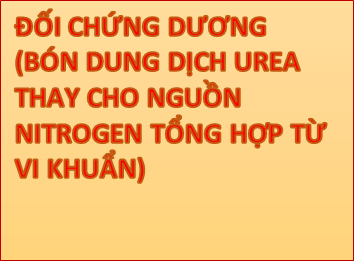 ĐỐI CHỨNG DƯƠNG
(BÓN DUNG DỊCH UREA
THAY CHO NGUỒN
NITROGEN TỔNG HỢP TỪ
VI KHUẨN)